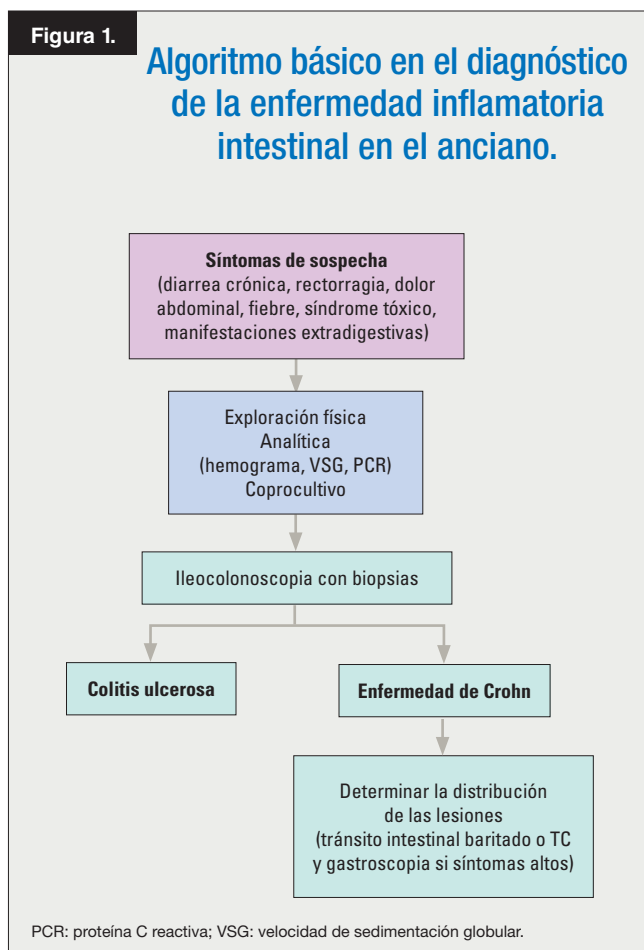 Figura 1.
Algoritmo básico en el diagnóstico
de la enfermedad inflamatoria
intestinal en el anciano.
Síntomas de sospecha
(diarrea crónica, rectorragia, dolor
abdominal, fiebre, síndrome tóxico,
manifestaciones extradigestivas)
Exploración física
Analítica
(hemograma, VSG, PCR)
Coprocultivo
Ileocolonoscopia con biopsias
Colitis ulcerosa
Enfermedad de Crohn
Determinar la distribución
de las lesiones
(tránsito intestinal baritado o TC
y gastroscopia si síntomas altos)
PCR: proteína C reactiva; VSG: velocidad de sedimentación globular.